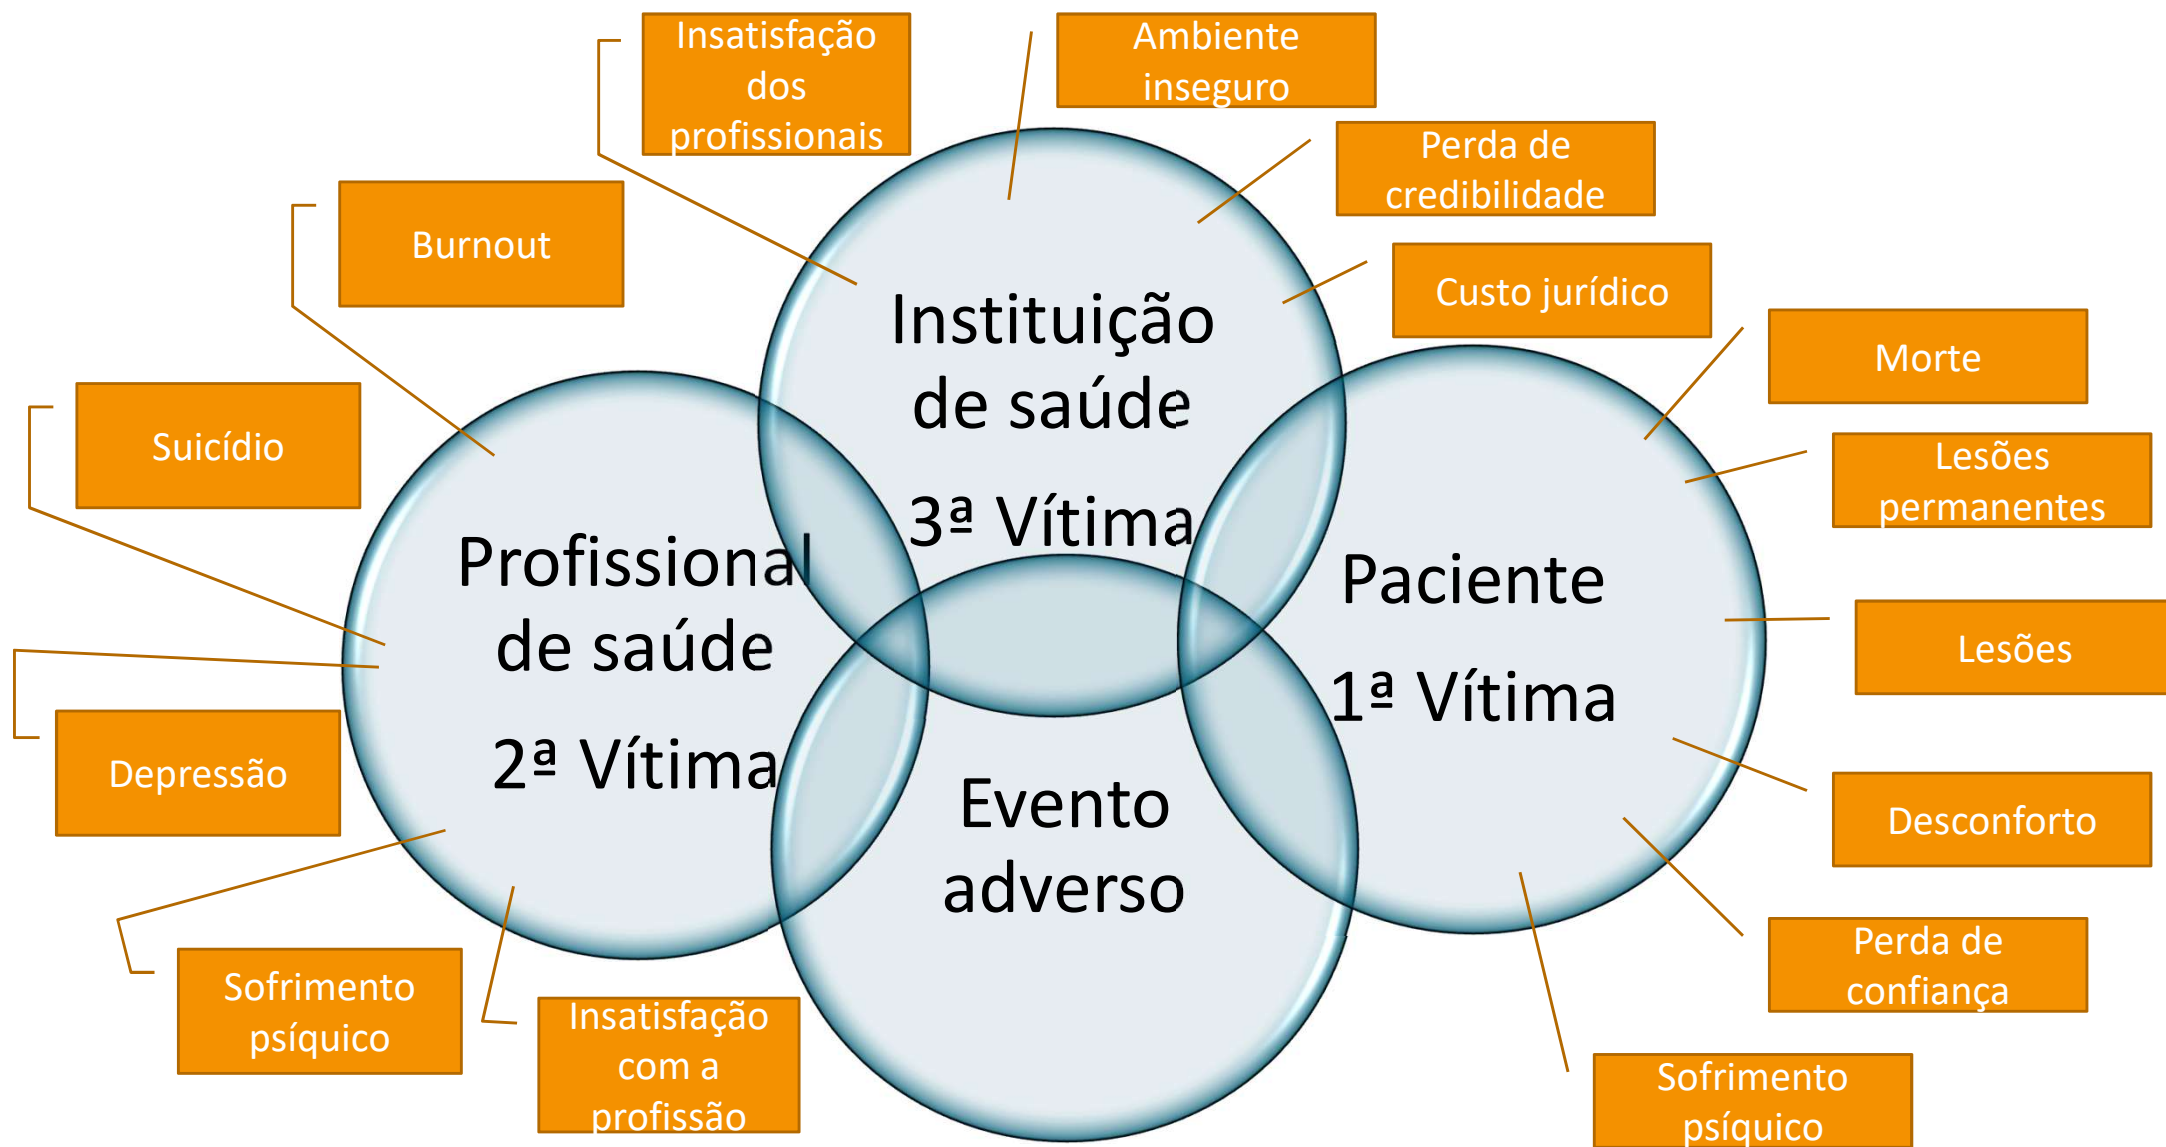 Insatisfação
dos
profissionais
Ambiente
inseguro
Perda de
credibilidade
Custo jurídico
Burnout
Suicídio
Depressão
Sofrimento
psíquico
Insatisfação
com a
profissão
Instituição
de saúde
3ª Vítima
Profissional
de saúde
2ª Vítima
Evento
adverso
Paciente
1ª Vítima
Morte
Lesões
permanentes
Lesões
Desconforto
Perda de
confiança
Sofrimento
psíquico